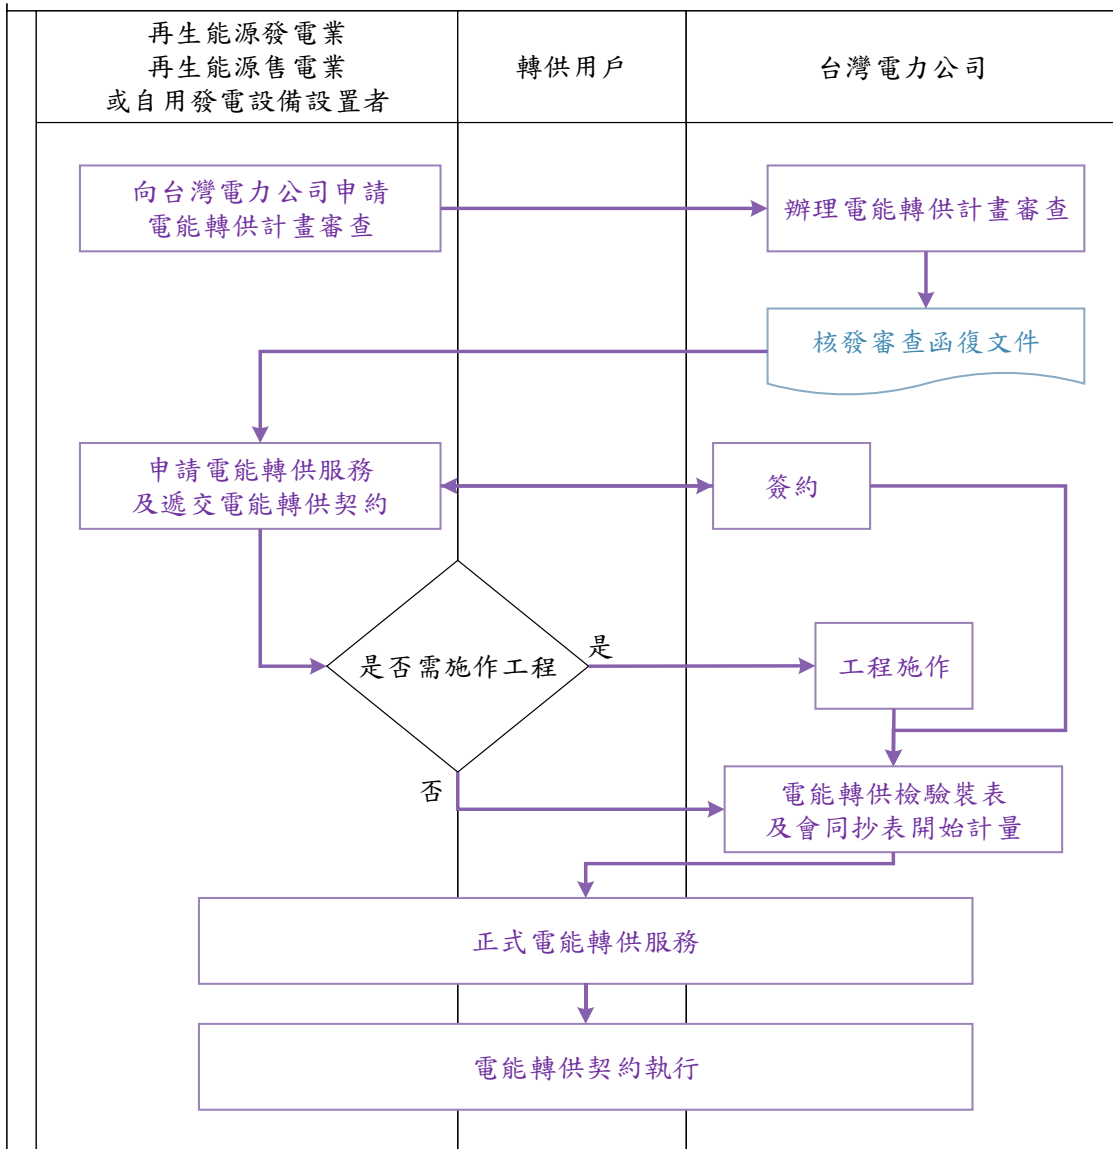 再生能源發電業
再生能源售電業
或自用發電設備設置者
轉供用戶
台灣電力公司
向台灣電力公司申請
電能轉供計畫審查
辦理電能轉供計畫審查
核發審查函復文件
申請電能轉供服務
及遞交電能轉供契約
簽約
是否需施作工程
是
工程施作
否
電能轉供檢驗裝表
及會同抄表開始計量
正式電能轉供服務
電能轉供契約執行